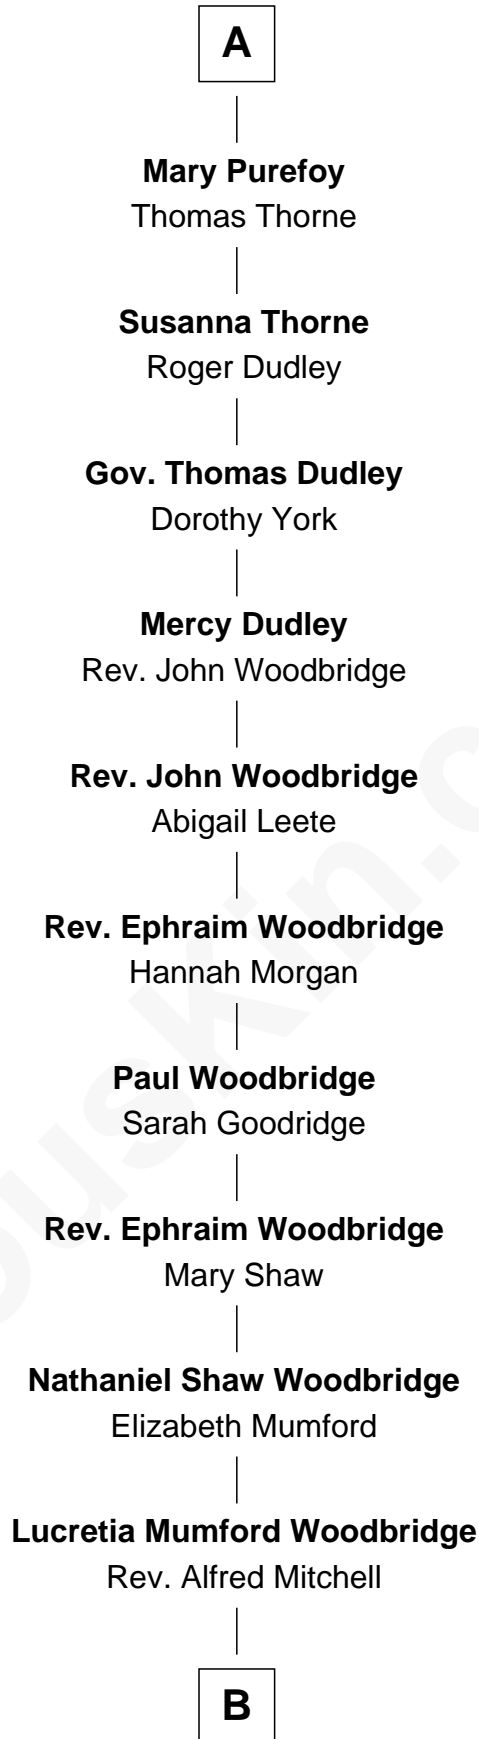 A
Mary Purefoy
Thomas Thorne
Susanna Thorne
Roger Dudley
Gov. Thomas Dudley
Dorothy York
Mercy Dudley
Rev. John Woodbridge
Rev. John Woodbridge
Abigail Leete
Rev. Ephraim Woodbridge
Hannah Morgan
Paul Woodbridge
Sarah Goodridge
Rev. Ephraim Woodbridge
Mary Shaw
Nathaniel Shaw Woodbridge
Elizabeth Mumford
Lucretia Mumford Woodbridge
Rev. Alfred Mitchell
B